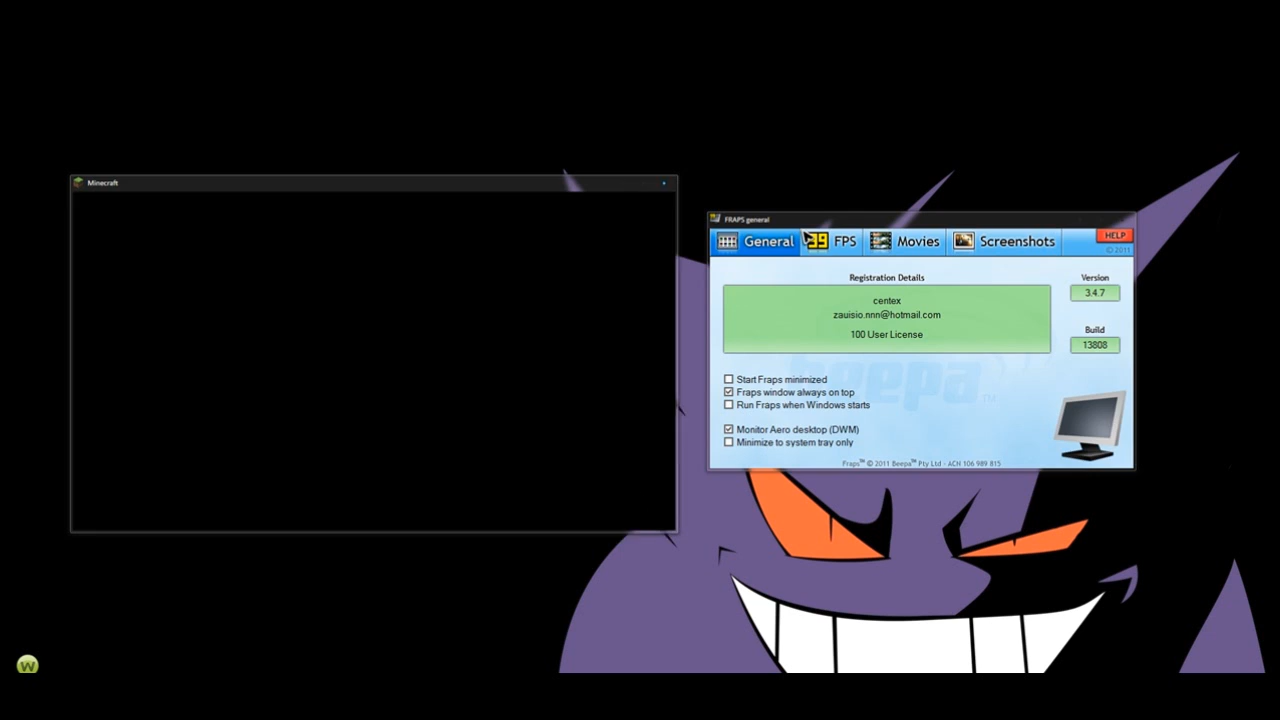 Minecraft
FRAPS general
General
39 FPS
Movies
Screenshots
HELP
© 2011
Registration Details
centex
zauisio.nnn@hotmail.com
100 User License
Version
3.4.7
Build
13808
beepa™
Start Fraps minimized
Fraps window always on top
Run Fraps when Windows starts
Monitor Aero desktop (DWM)
Minimize to system tray only
Fraps™ © 2011 Beepa™ Pty Ltd - ACN 106 989 815
W